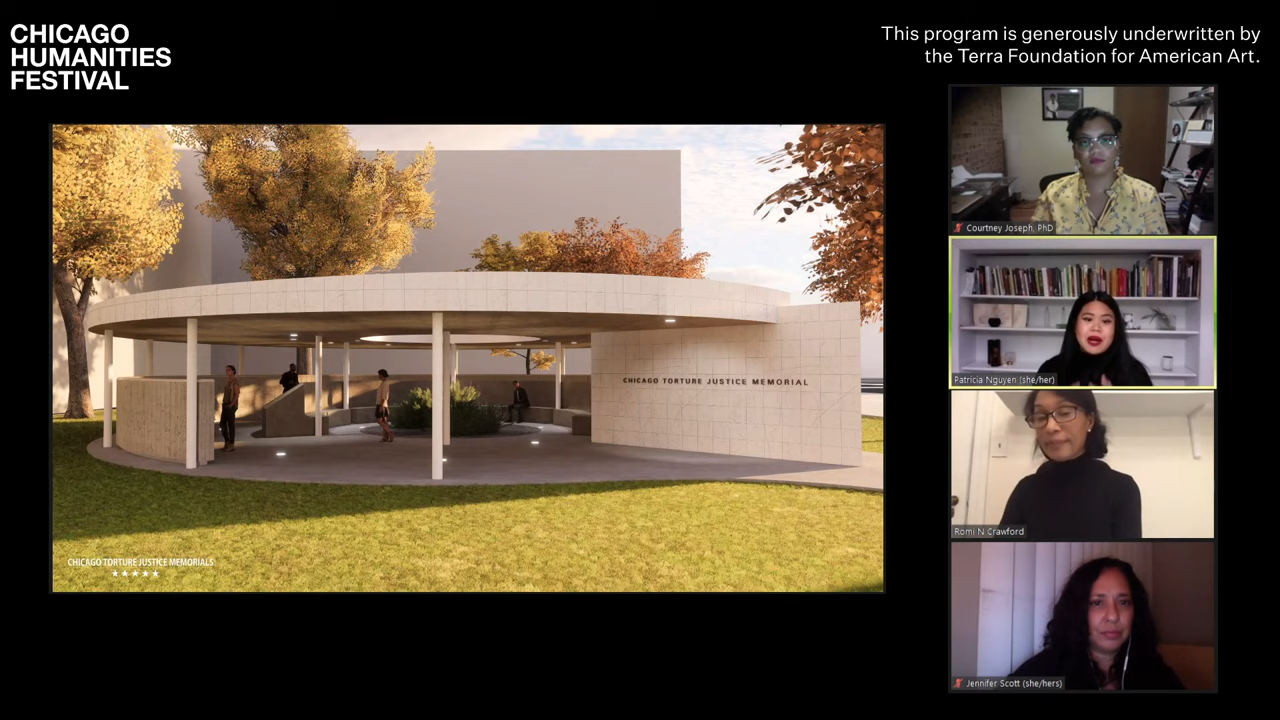 CHICAGO
HUMANITIES
FESTIVAL
This program is generously underwritten by
the Terra Foundation for American Art.
CHICAGO TORTURE JUSTICE MEMORIAL
CHICAGO TORTURE JUSTICE MEMORIALS
Courtney Joseph, PhD
Patricia Nguyen (she/her)
Romi N Crawford
Jennifer Scott (she/hers)